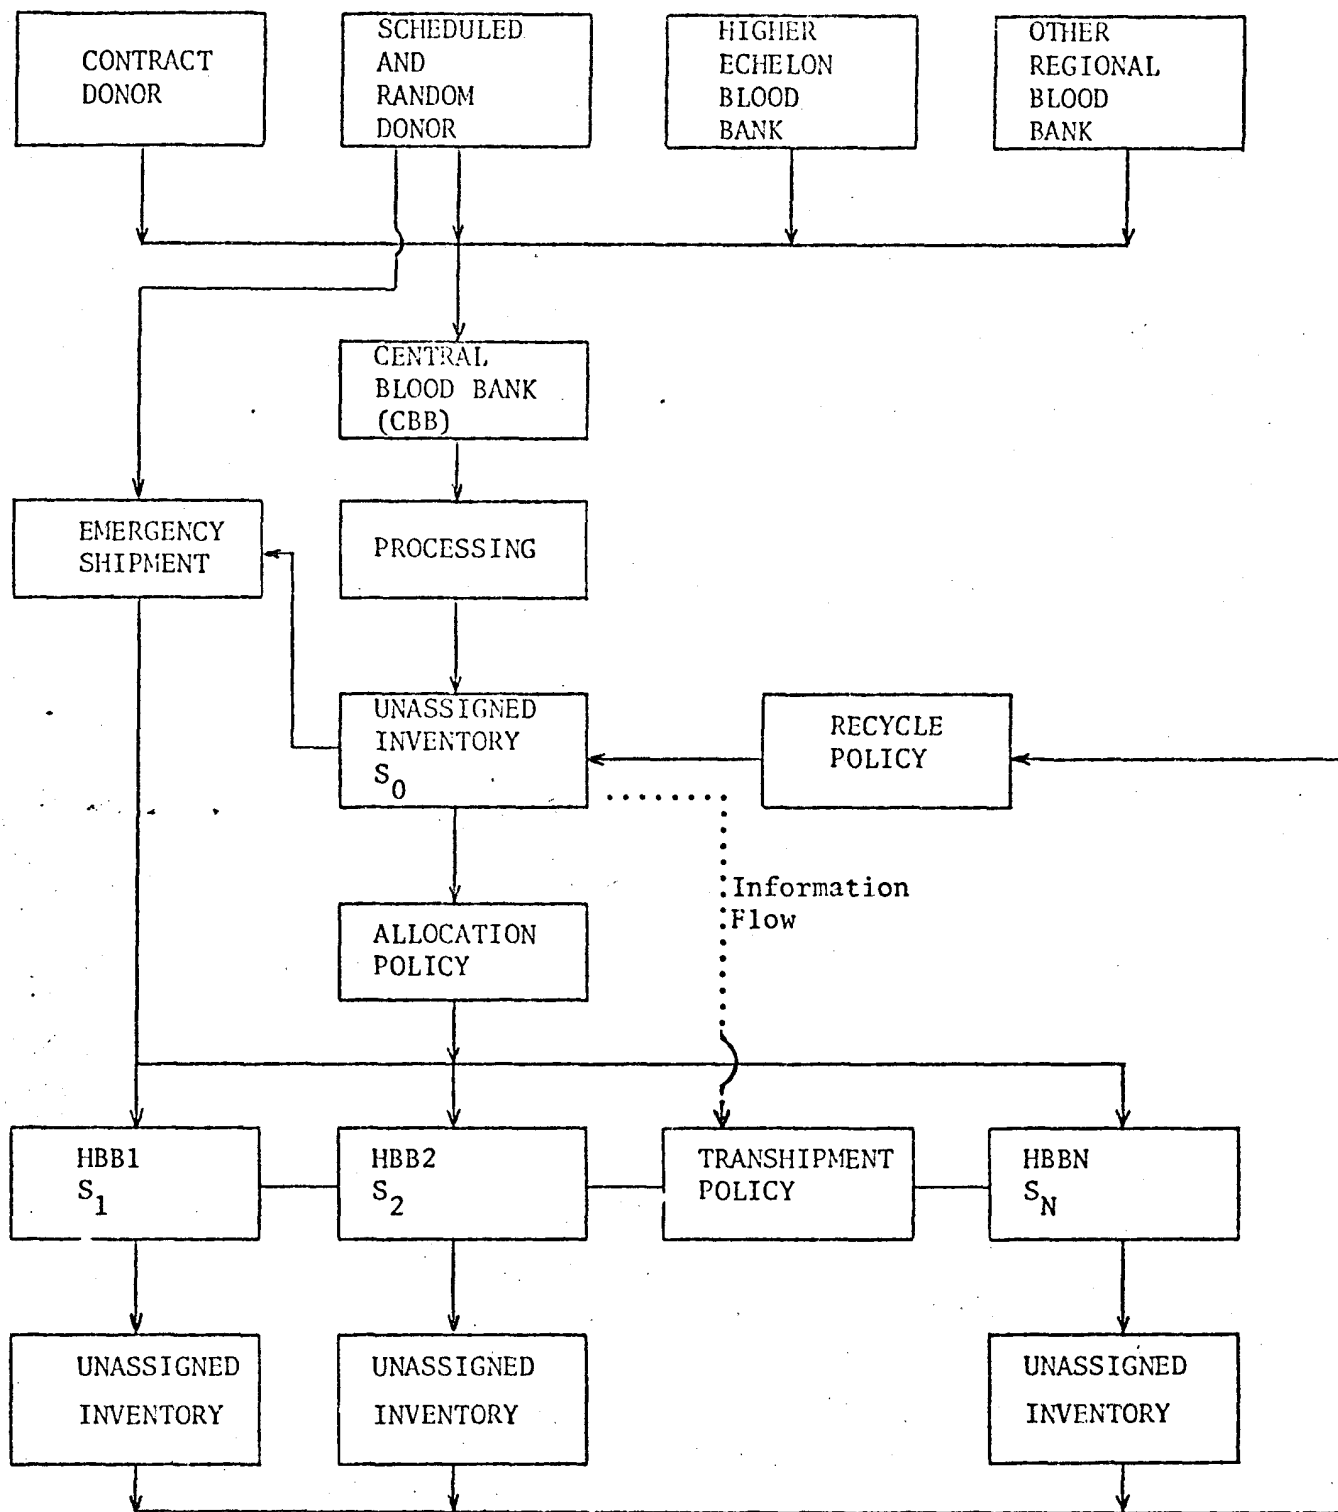 CONTRACT
DONOR
SCHEDULED
AND
RANDOM
DONOR
HIGHER
ECHELON
BLOOD
BANK
OTHER
REGIONAL
BLOOD
BANK
CENTRAL
BLOOD BANK
(CBB)
EMERGENCY
SHIPMENT
PROCESSING
UNASSIGNED
INVENTORY
S0
RECYCLE
POLICY
Information
Flow
ALLOCATION
POLICY
HBB1
S1
HBB2
S2
TRANSHIPMENT
POLICY
HBBN
SN
UNASSIGNED
INVENTORY
UNASSIGNED
INVENTORY
UNASSIGNED
INVENTORY